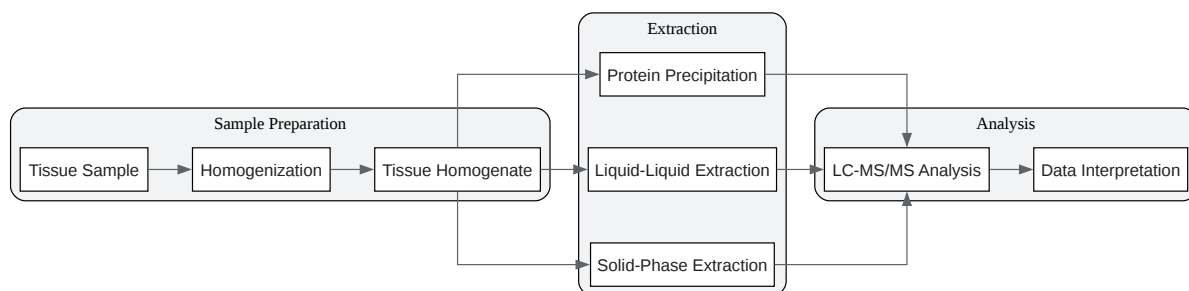 Extraction
Protein Precipitation
Sample Preparation
Analysis
Tissue Sample
Homogenization
Tissue Homogenate
Liquid-Liquid Extraction
LC-MS/MS Analysis
Data Interpretation
Solid-Phase Extraction